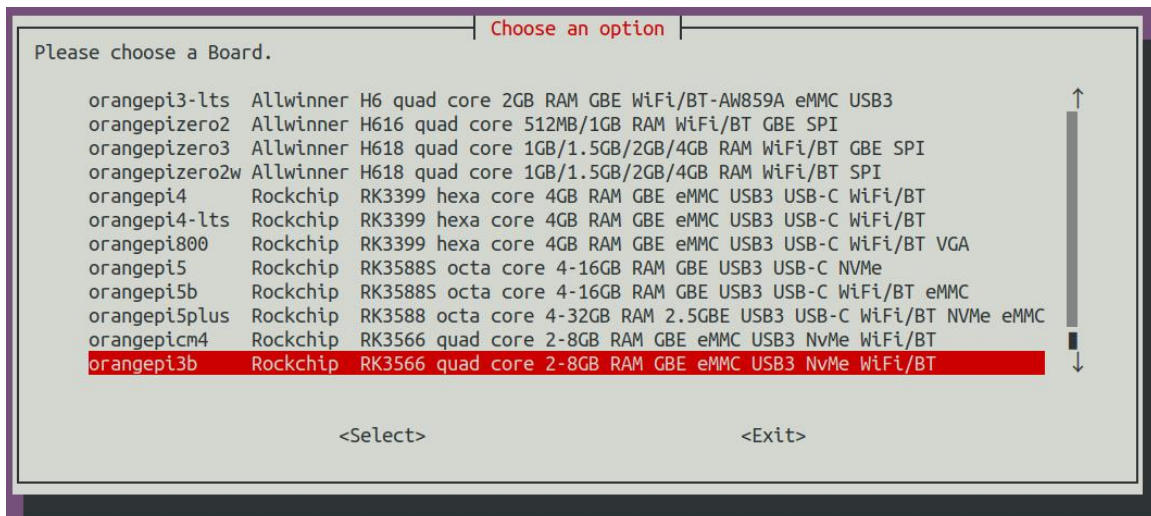 Choose an option
Please choose a Board.
orangepi3-lts Allwinner H6 quad core 2GB RAM GBE WiFi/BT-AW859A eMMC USB3
orangepizero2 Allwinner H616 quad core 512MB/1GB RAM WiFi/BT GBE SPI
orangepizero3 Allwinner H618 quad core 1GB/1.5GB/2GB/4GB RAM WiFi/BT GBE SPI
orangepizero2w Allwinner H618 quad core 1GB/1.5GB/2GB/4GB RAM WiFi/BT SPI
orangepi4 Rockchip RK3399 hexa core 4GB RAM GBE eMMC USB3 USB-C WiFi/BT
orangepi4-lts Rockchip RK3399 hexa core 4GB RAM GBE eMMC USB3 USB-C WiFi/BT
orangepi800 Rockchip RK3399 hexa core 4GB RAM GBE eMMC USB3 USB-C WiFi/BT VGA
orangepi5 Rockchip RK3588S octa core 4-16GB RAM GBE USB3 USB-C NVMe
orangepi5b Rockchip RK3588S octa core 4-16GB RAM GBE USB3 USB-C WiFi/BT eMMC
orangepi5plus Rockchip RK3588 octa core 4-32GB RAM 2.5GBE USB3 USB-C WiFi/BT NVMe eMMC
orangepicm4 Rockchip RK3566 quad core 2-8GB RAM GBE eMMC USB3 NvMe WiFi/BT
orangepi3b Rockchip RK3566 quad core 2-8GB RAM GBE eMMC USB3 NvMe WiFi/BT
<Select> <Exit>